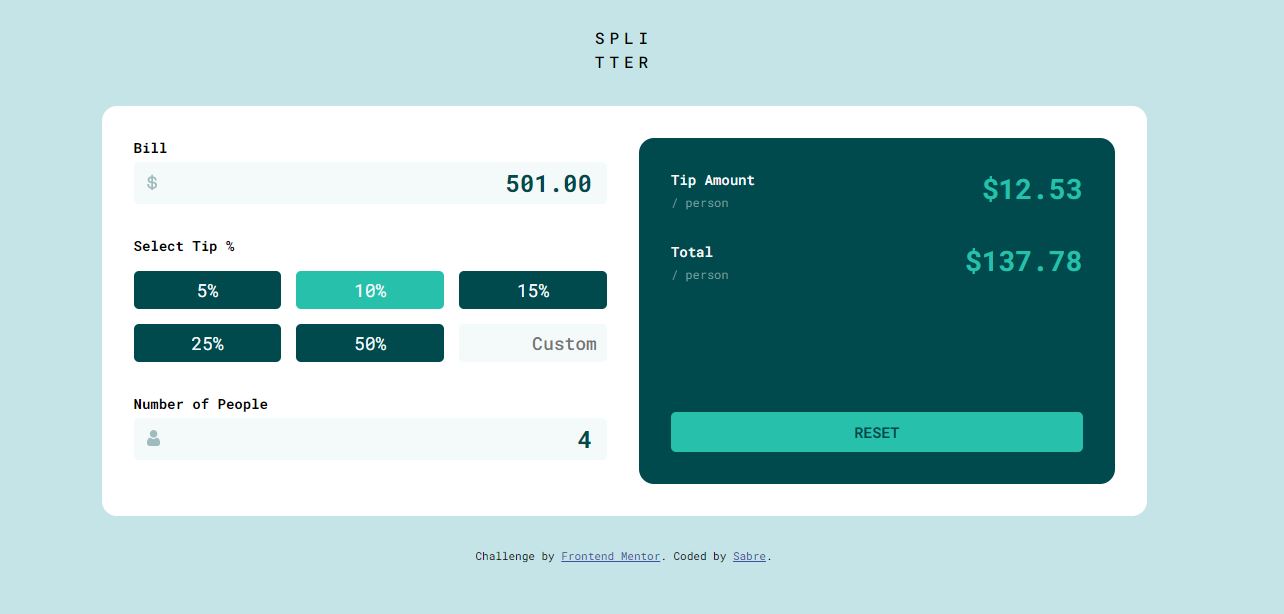 SPLI
TTER
Bill
$ 501.00
Select Tip %
5% 10% 15%
25% 50% Custom
Number of People
4
Tip Amount $12.53
/ person
Total $137.78
/ person
RESET
Challenge by Frontend Mentor. Coded by Sabre.